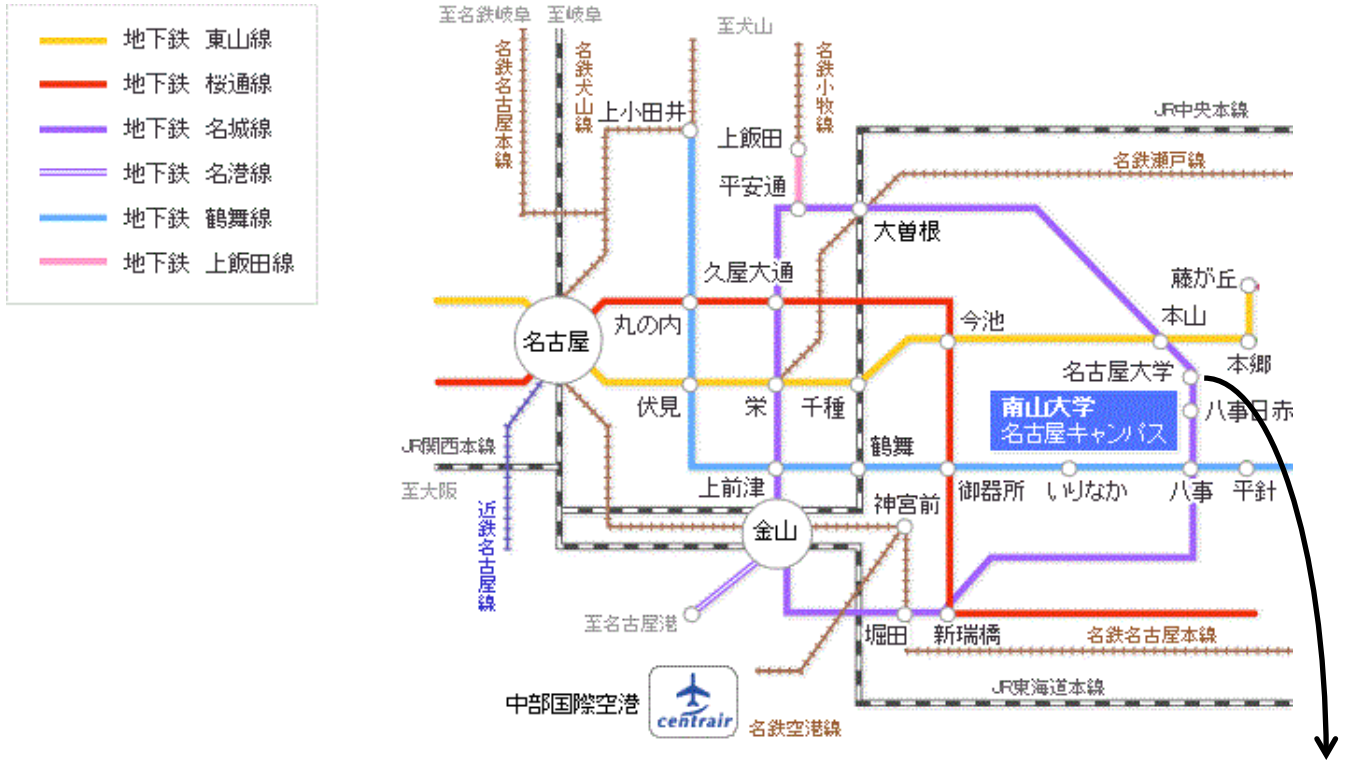 地下鉄 東山線
地下鉄 桜通線
地下鉄 名城線
地下鉄 名港線
地下鉄 鶴舞線
地下鉄 上飯田線
至名鉄岐阜
至岐阜
至犬山
名鉄名古屋本線
名鉄犬山線
名鉄小牧線
上小田井
上飯田
平安通
JR中央本線
名鉄瀬戸線
大曽根
久屋大通
藤が丘
丸の内
今池
本山
名古屋
本郷
名古屋大学
伏見
栄
千種
南山大学
名古屋キャンパス
八事日赤
JR関西本線
鶴舞
至大阪
上前津
神宮前
御器所
いりなか
八事
平針
近鉄名古屋線
金山
至名古屋港
堀田
新瑞橋
名鉄名古屋本線
JR東海道本線
中部国際空港
centrair
名鉄空港線